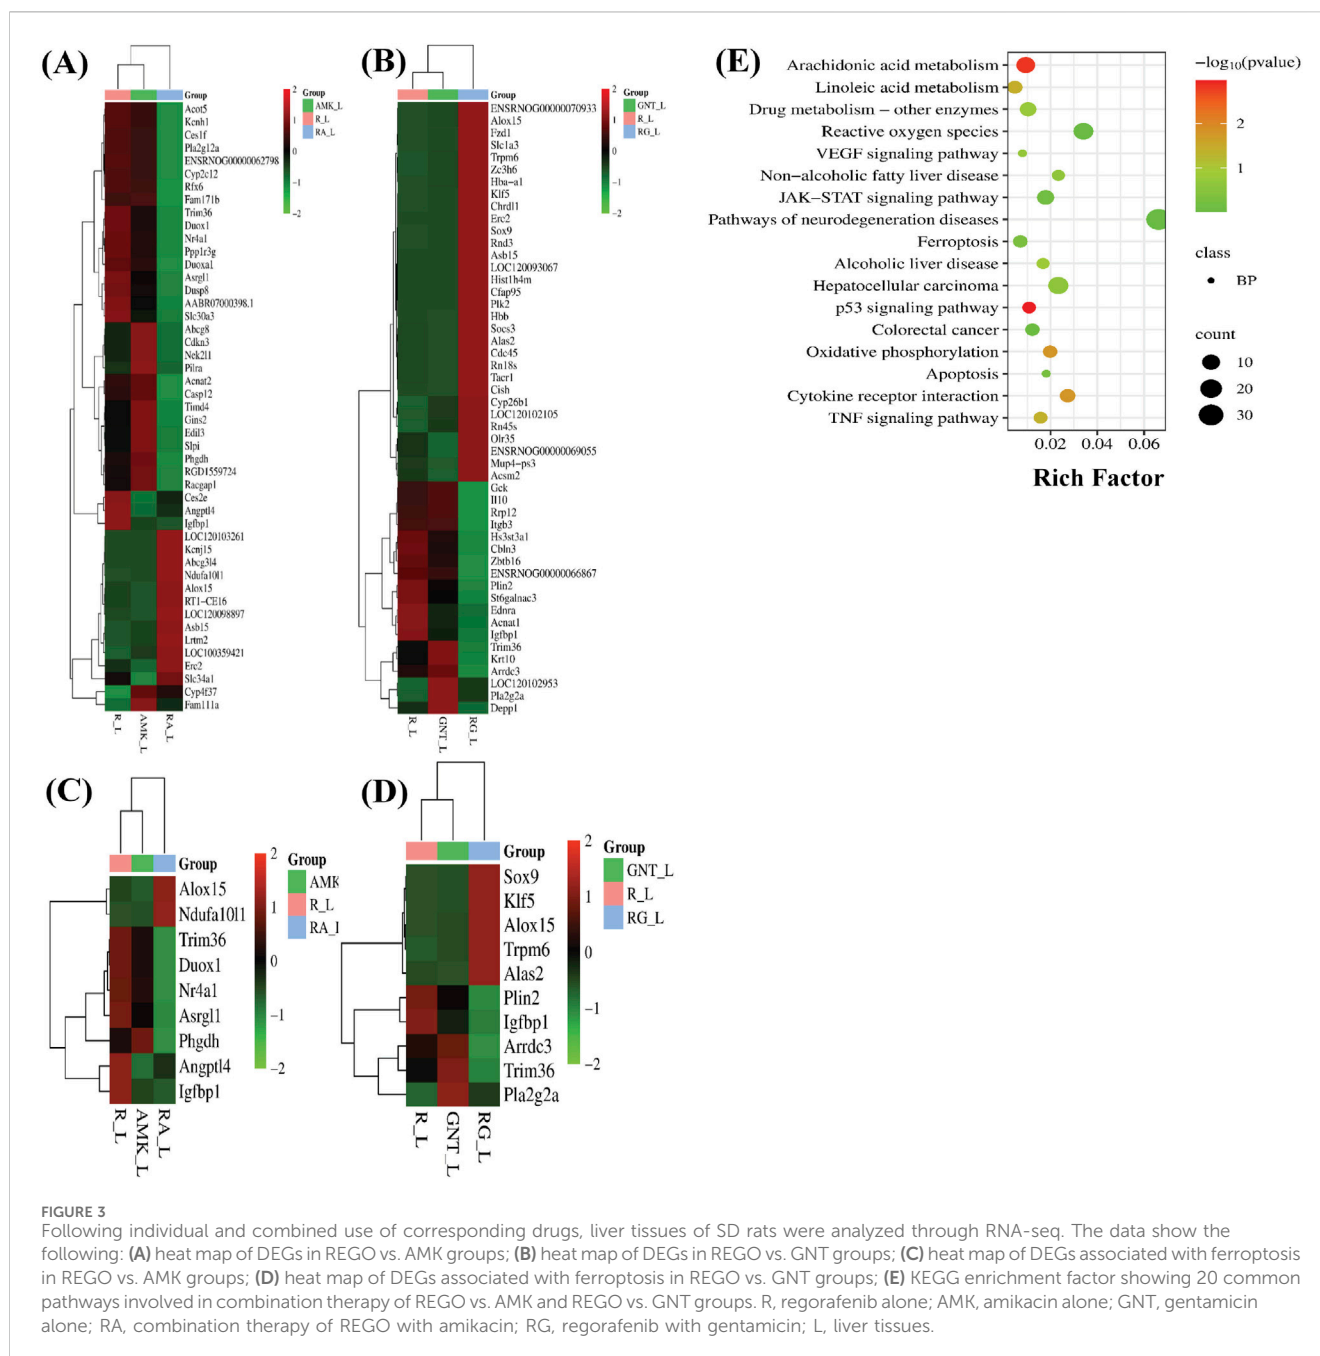 (A)
2
1
0
−1
−2
Group
AMK_L
R_L
RA_L
Group
Acot5
Kcnh1
Ces1f
Pla2g12a
ENSRNOG00000062798
Cyp2c12
Rfx6
Fam171b
Trim36
Duox1
Nr4a1
Ppp1r3g
Duoxa1
Asrgl1
Dusp8
AABR07000398.1
Slc30a3
Abcg8
Cdkn3
Nek2l1
Pilra
Acnat2
Casp12
Timd4
Gins2
Edil3
Slpi
Phgdh
RGD1559724
Racgap1
Ces2e
Angptl4
Igfbp1
LOC120103261
Kcnj15
Abcg3l4
Ndufa10l1
Alox15
RT1−CE16
LOC120098897
Asb15
Lrtm2
LOC100359421
Erc2
Slc34a1
Cyp4f37
Fam111a
R_L
AMK_L
RA_L
(B)
2
1
0
−1
−2
Group
GNT_L
R_L
RG_L
Group
ENSRNOG00000070933
Alox15
Fzd1
Slc1a3
Trpm6
Zc3h6
Hba−a1
Klf5
Chrdl1
Erc2
Sox9
Rnd3
Asb15
LOC120093067
Hist1h4m
Cfap95
Plk2
Hbb
Socs3
Alas2
Cdc45
Rn18s
Tacr1
Cish
Cyp26b1
LOC120102105
Rn45s
Olr35
ENSRNOG00000069055
Mup4−ps3
Acsm2
Gck
Il10
Rrp12
Itgb3
Hs3st3a1
Cbln3
Zbtb16
ENSRNOG00000066867
Plin2
St6galnac3
Ednra
Acnat1
Igfbp1
Trim36
Krt10
Arrdc3
LOC120102953
Pla2g2a
Depp1
R_L
GNT_L
RG_L
(E)
Arachidonic acid metabolism
Linoleic acid metabolism
Drug metabolism − other enzymes
Reactive oxygen species
VEGF signaling pathway
Non−alcoholic fatty liver disease
JAK−STAT signaling pathway
Pathways of neurodegeneration diseases
Ferroptosis
Alcoholic liver disease
Hepatocellular carcinoma
p53 signaling pathway
Colorectal cancer
Oxidative phosphorylation
Apoptosis
Cytokine receptor interaction
TNF signaling pathway
0.02 0.04 0.06
Rich Factor
−log10(pvalue)
2
1
class
BP
count
10
20
30
(C)
Group
2
1
0
−1
−2
Group
AMK
R_L
RA_I
Alox15
Ndufa10l1
Trim36
Duox1
Nr4a1
Asrgl1
Phgdh
Angptl4
Igfbp1
R_L
AMK_L
RA_L
(D)
Group
2
1
0
−1
−2
Group
GNT_L
R_L
RG_L
Sox9
Klf5
Alox15
Trpm6
Alas2
Plin2
Igfbp1
Arrdc3
Trim36
Pla2g2a
R_L
GNT_L
RG_L
FIGURE 3
Following individual and combined use of corresponding drugs, liver tissues of SD rats were analyzed through RNA-seq. The data show the
following: (A) heat map of DEGs in REGO vs. AMK groups; (B) heat map of DEGs in REGO vs. GNT groups; (C) heat map of DEGs associated with ferroptosis
in REGO vs. AMK groups; (D) heat map of DEGs associated with ferroptosis in REGO vs. GNT groups; (E) KEGG enrichment factor showing 20 common
pathways involved in combination therapy of REGO vs. AMK and REGO vs. GNT groups. R, regorafenib alone; AMK, amikacin alone; GNT, gentamicin
alone; RA, combination therapy of REGO with amikacin; RG, regorafenib with gentamicin; L, liver tissues.